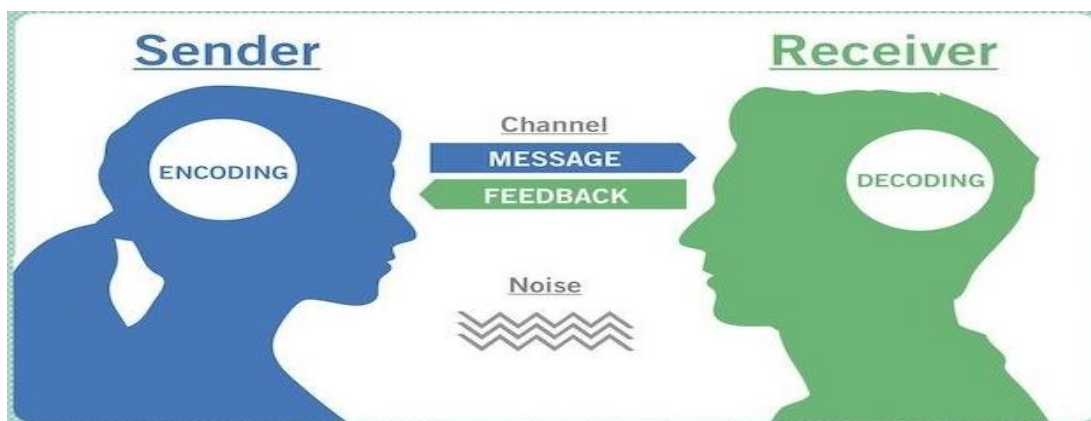 Sender
Receiver
Channel
ENCODING
MESSAGE
DECODING
FEEDBACK
Noise